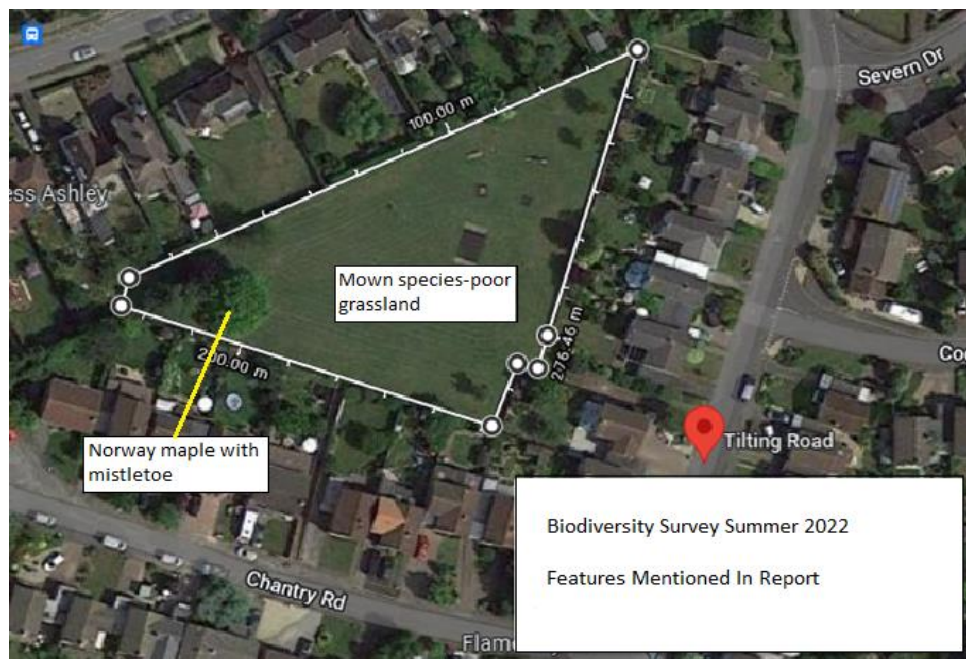 Severn Dr
100.00 m
ess Ashley
Mown species-poor
grassland
200.00 m
276.46 m
Coo
Norway maple with
mistletoe
Tilting Road
Biodiversity Survey Summer 2022
Features Mentioned In Report
Chantry Rd
Flam